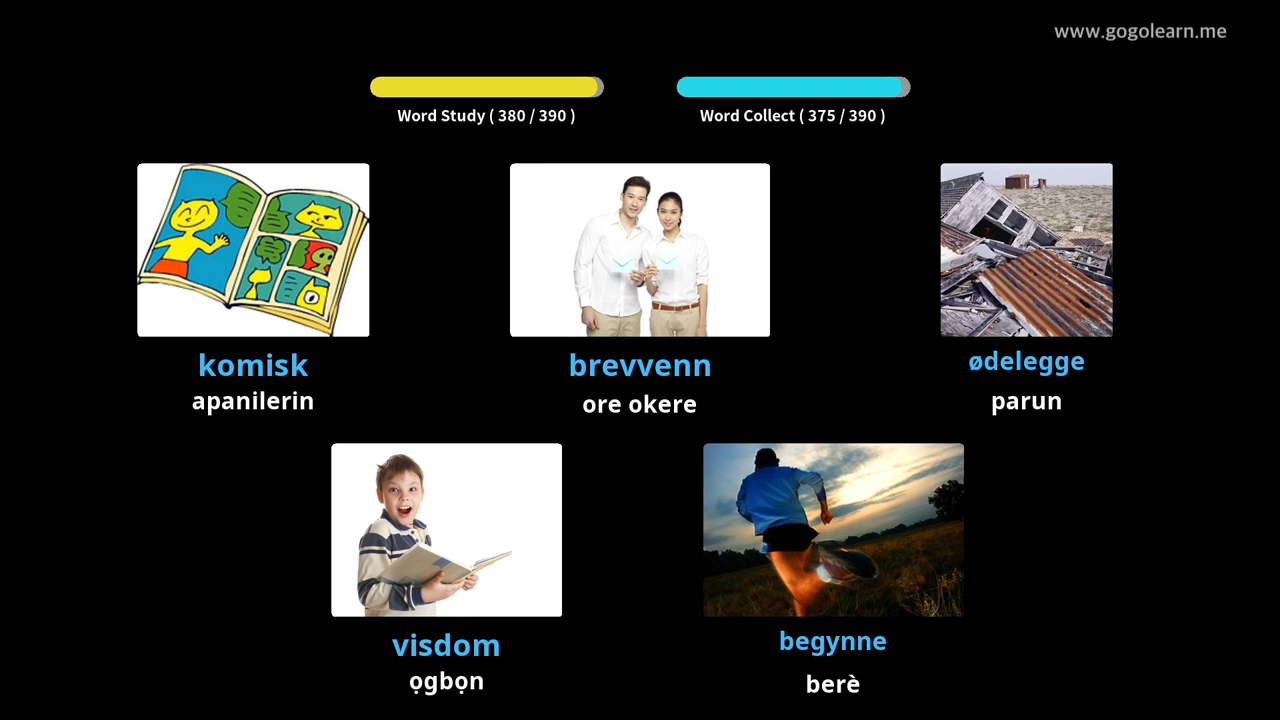 www.gogolearn.me
Word Study ( 380 / 390 )
Word Collect ( 375 / 390 )
komisk
apanilerin
brevvenn
ore okere
ødelegge
parun
visdom
ọgbọn
begynne
berè